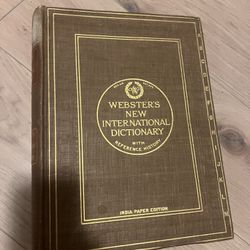 WEBSTER'S
NEW
INTERNATIONAL
DICTIONARY
WITH
REFERENCE HISTORY
INDIA PAPER EDITION